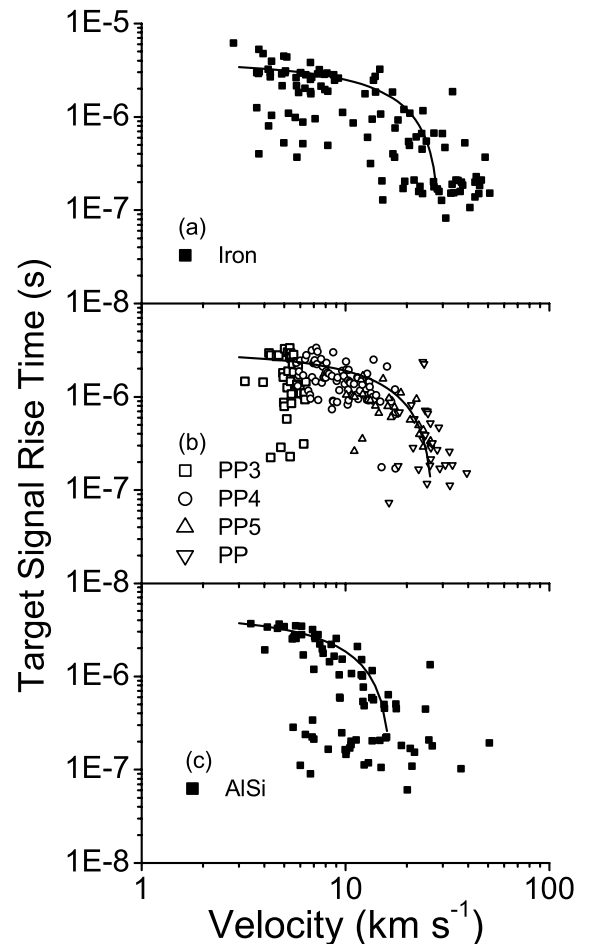 1E-5
1E-6
1E-7
(a)
Iron
1E-8
1E-6
(b)
PP3
1E-7
PP4
PP5
PP
1E-8
1E-6
(c)
1E-7
AlSi
1E-8
1 10 100
Velocity (km s⁻¹)
Target Signal Rise Time (s)